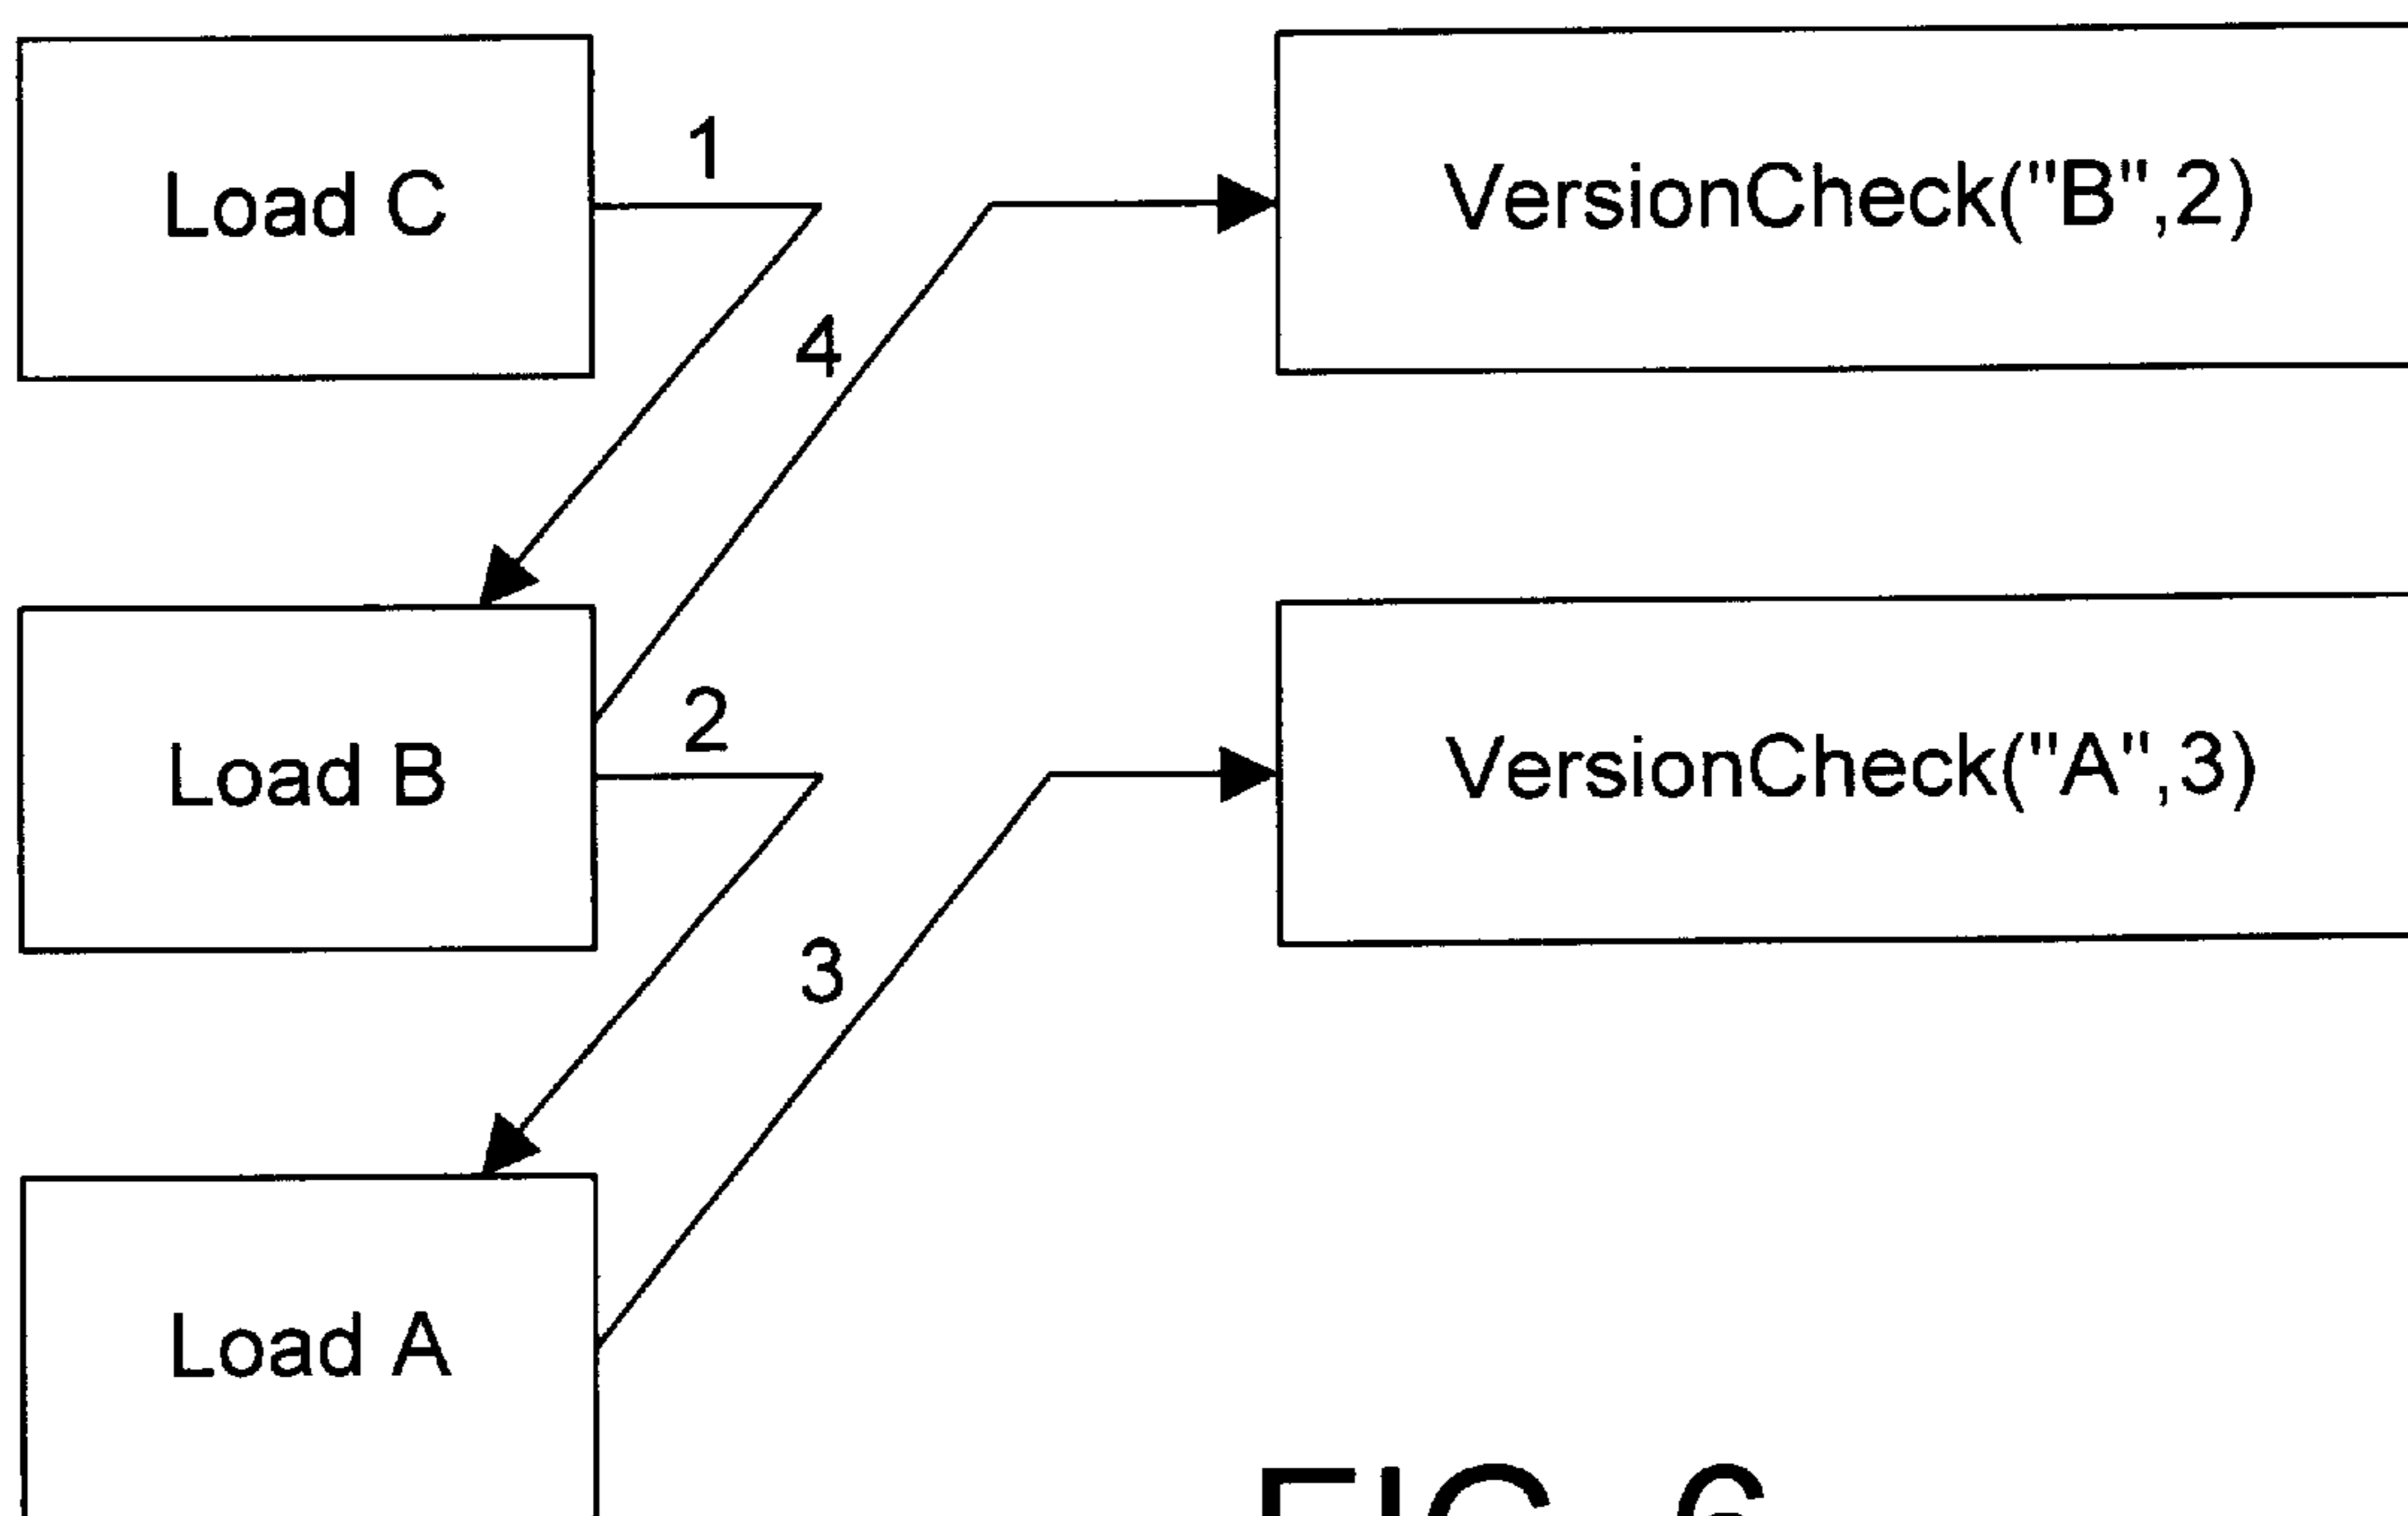 Load C
1
VersionCheck("B",2)
4
Load B
2
VersionCheck("A",3)
3
Load A